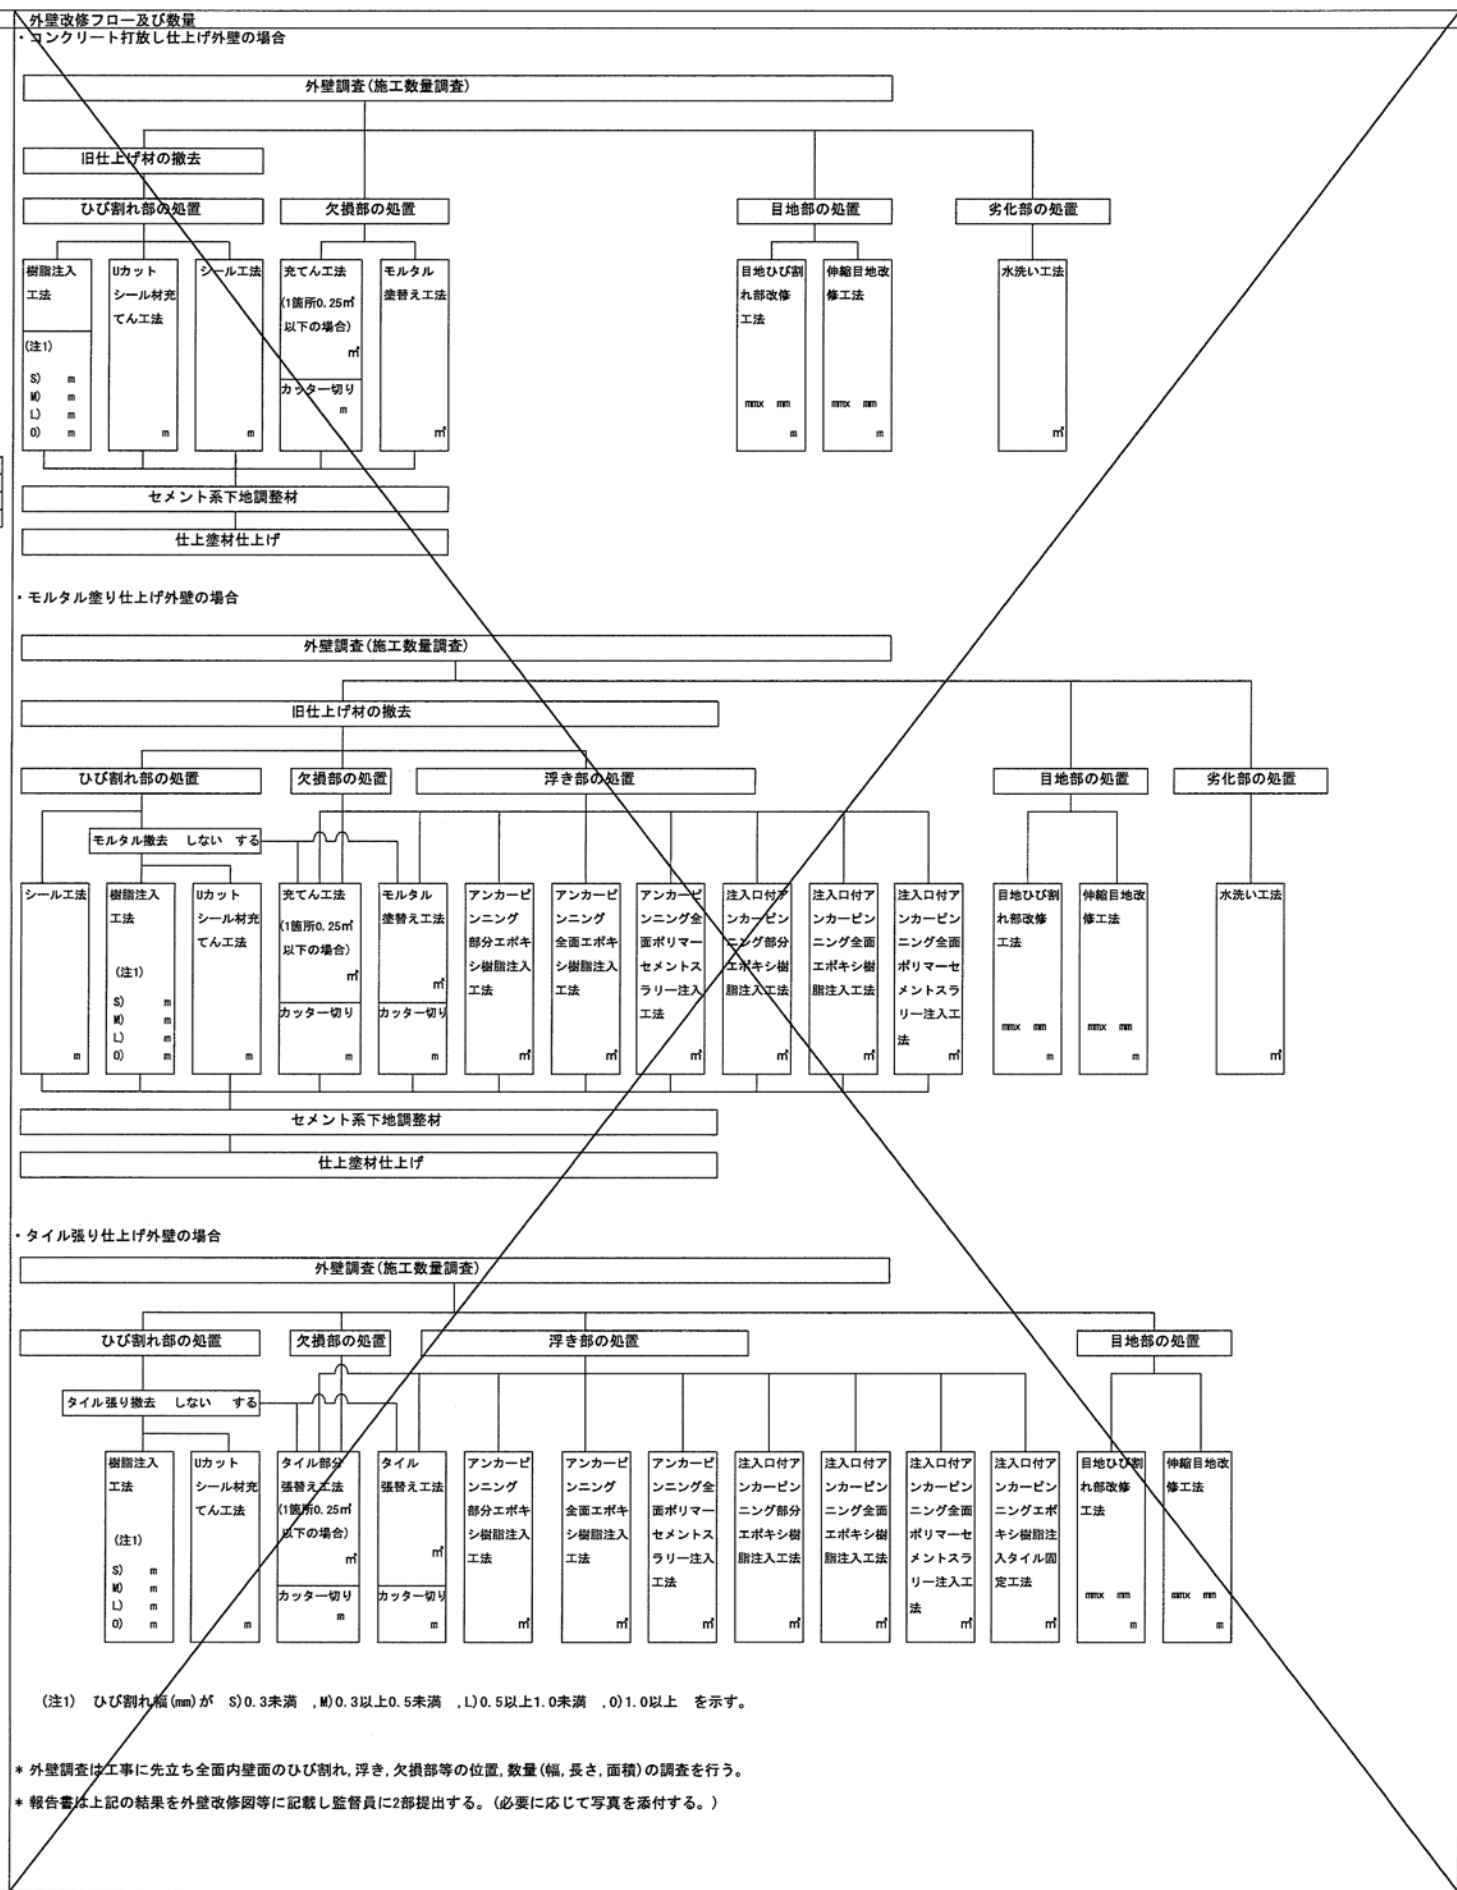 外壁改修フロー及び数量
・コンクリート打放し仕上げ外壁の場合
外壁調査(施工数量調査)
旧仕上げ材の撤去
ひび割れ部の処置
欠損部の処置
目地部の処置
劣化部の処置
樹脂注入
工法
(注1)
S) m
M) m
L) m
O) m
Uカット
シール材充
てん工法
m
シール工法
m
充てん工法
(1箇所0.25㎡
以下の場合)
㎡
カッター切り
m
モルタル
塗替え工法
㎡
目地ひび割
れ部改修
工法
mmx mm
m
伸縮目地改
修工法
mmx mm
m
水洗い工法
㎡
セメント系下地調整材
仕上塗材仕上げ
・モルタル塗り仕上げ外壁の場合
外壁調査(施工数量調査)
旧仕上げ材の撤去
ひび割れ部の処置
欠損部の処置
浮き部の処置
目地部の処置
劣化部の処置
モルタル撤去 しない する
シール工法
m
樹脂注入
工法
(注1)
S) m
M) m
L) m
O) m
Uカット
シール材充
てん工法
m
充てん工法
(1箇所0.25㎡
以下の場合)
㎡
カッター切り
m
モルタル
塗替え工法
㎡
カッター切り
m
アンカーピ
ンニング
部分エポキ
シ樹脂注入
工法
㎡
アンカーピ
ンニング
全面エポキ
シ樹脂注入
工法
㎡
アンカーピ
ンニング全
面ポリマー
セメントス
ラリー注入
工法
㎡
注入口付ア
ンカーピン
ニング部分
エポキシ樹
脂注入工法
㎡
注入口付ア
ンカーピン
ニング全面
エポキシ樹
脂注入工法
㎡
注入口付ア
ンカーピン
ニング全面
ポリマーセ
メントスラ
リー注入工
法
㎡
目地ひび割
れ部改修
工法
mmx mm
m
伸縮目地改
修工法
mmx mm
m
水洗い工法
㎡
セメント系下地調整材
仕上塗材仕上げ
・タイル張り仕上げ外壁の場合
外壁調査(施工数量調査)
ひび割れ部の処置
欠損部の処置
浮き部の処置
目地部の処置
タイル張り撤去 しない する
樹脂注入
工法
(注1)
S) m
M) m
L) m
O) m
Uカット
シール材充
てん工法
m
タイル部分
張替え工法
(1箇所0.25㎡
以下の場合)
㎡
カッター切り
m
タイル
張替え工法
㎡
カッター切り
m
アンカーピ
ンニング
部分エポキ
シ樹脂注入
工法
㎡
アンカーピ
ンニング
全面エポキ
シ樹脂注入
工法
㎡
アンカーピ
ンニング全
面ポリマー
セメントス
ラリー注入
工法
㎡
注入口付ア
ンカーピン
ニング部分
エポキシ樹
脂注入工法
㎡
注入口付ア
ンカーピン
ニング全面
エポキシ樹
脂注入工法
㎡
注入口付ア
ンカーピン
ニング全面
ポリマーセ
メントスラ
リー注入工
法
㎡
注入口付ア
ンカーピン
ニングエポ
キシ樹脂注
入タイル固
定工法
㎡
目地ひび割
れ部改修
工法
mmx mm
m
伸縮目地改
修工法
mmx mm
m
(注1) ひび割れ幅(mm)が S)0.3未満 ,M)0.3以上0.5未満 ,L)0.5以上1.0未満 ,O)1.0以上 を示す。
* 外壁調査は工事に先立ち全面内壁面のひび割れ,浮き,欠損部等の位置,数量(幅,長さ,面積)の調査を行う。
* 報告書は上記の結果を外壁改修図等に記載し監督員に2部提出する。(必要に応じて写真を添付する。)